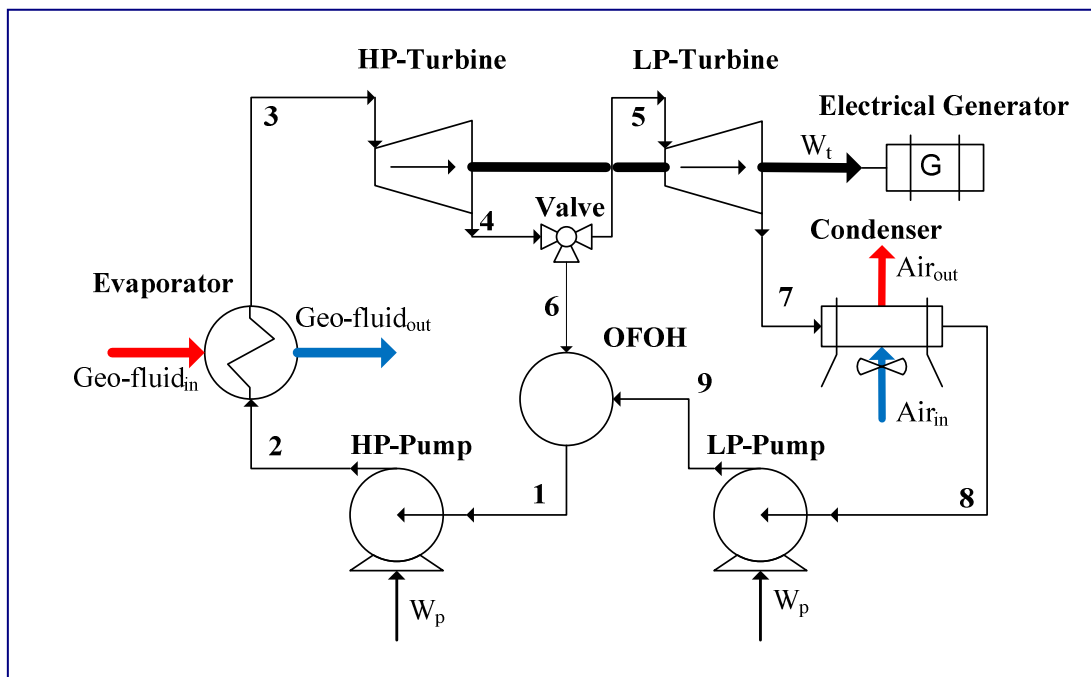 HP-Turbine
LP-Turbine
3
5
Electrical Generator
Wt
G
4
Valve
Condenser
Airout
Evaporator
6
7
Geo-fluidout
OFOH
Geo-fluidin
9
Airin
2
HP-Pump
LP-Pump
1
8
Wp
Wp